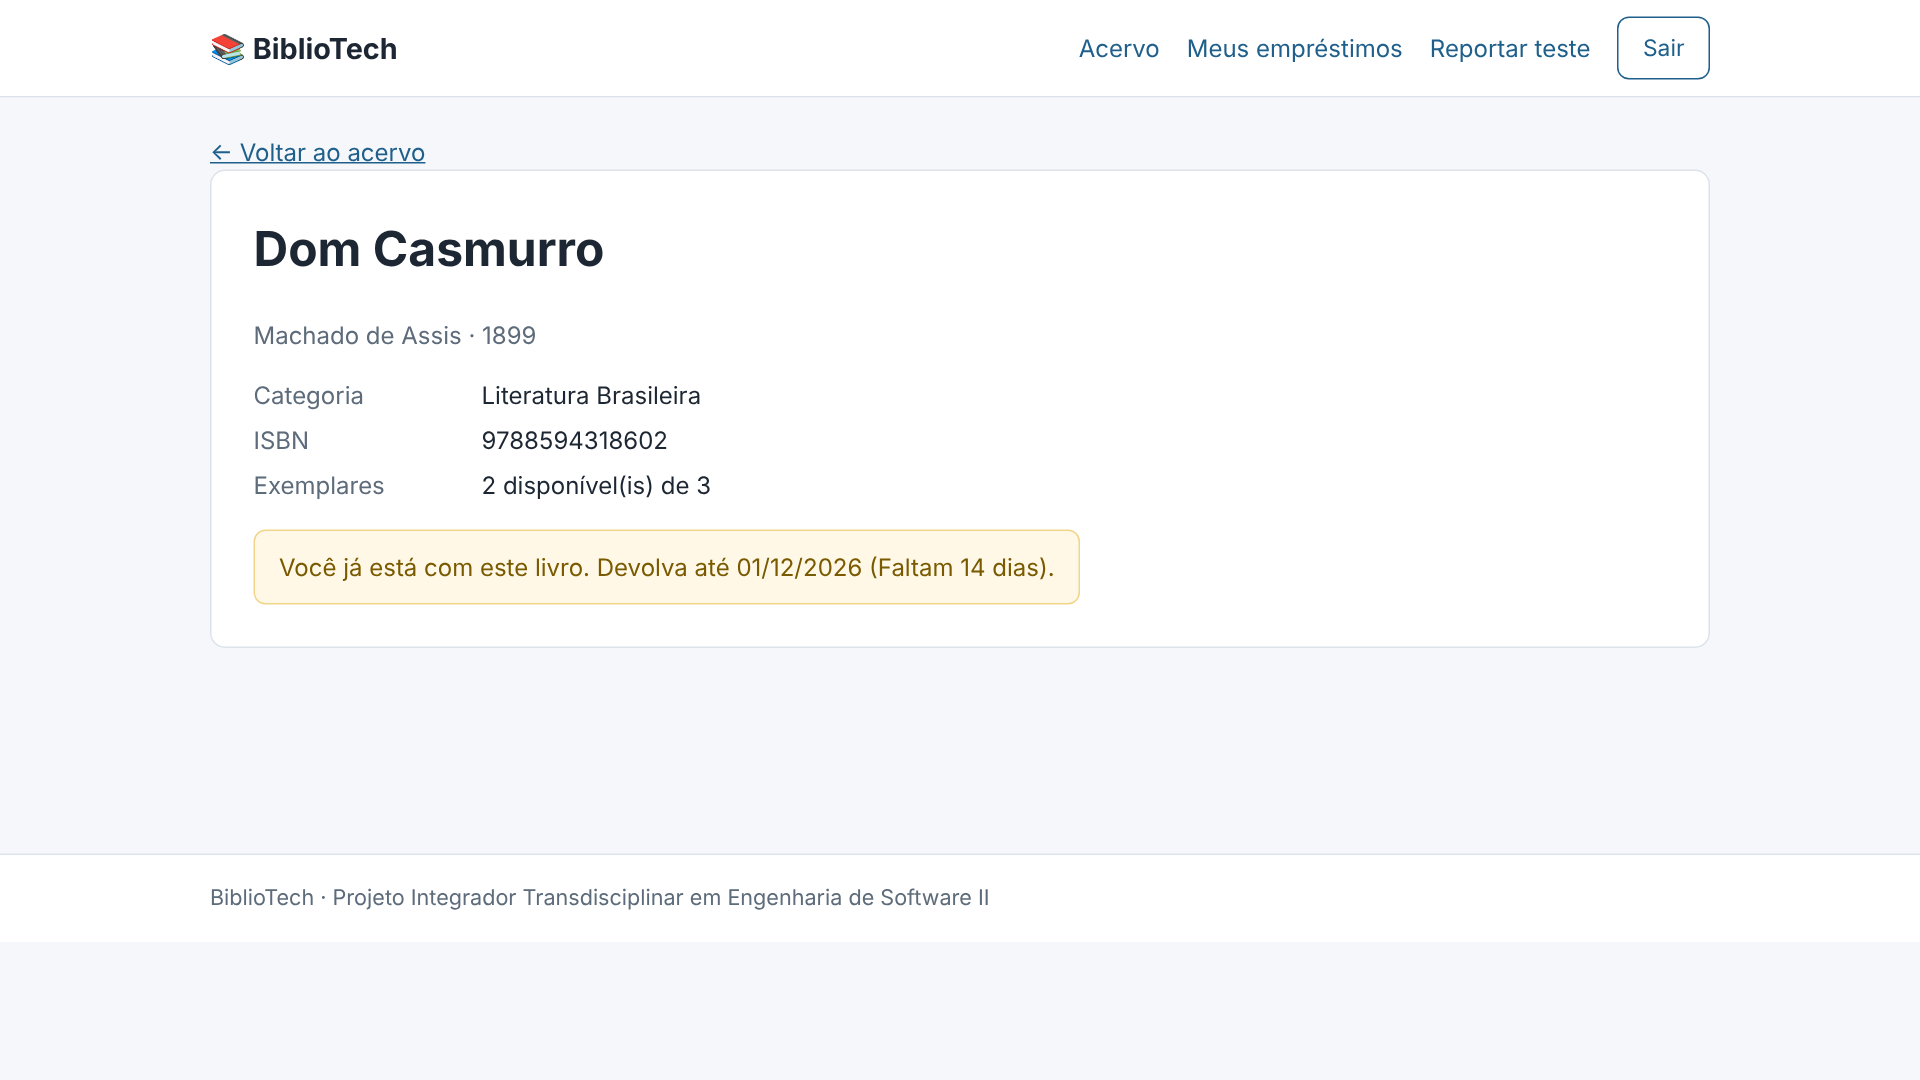 BiblioTech
Acervo
Meus empréstimos
Reportar teste
Sair
← Voltar ao acervo
Dom Casmurro
Machado de Assis · 1899
Categoria Literatura Brasileira
ISBN 9788594318602
Exemplares 2 disponível(is) de 3
Você já está com este livro. Devolva até 01/12/2026 (Faltam 14 dias).
BiblioTech · Projeto Integrador Transdisciplinar em Engenharia de Software II